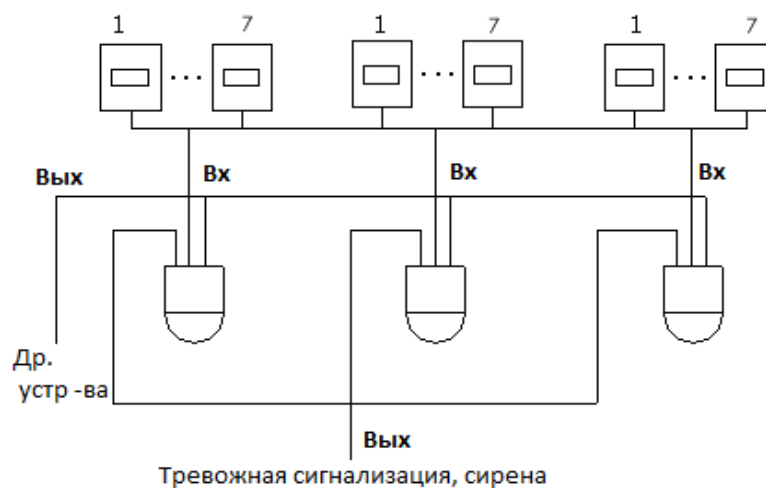 1 7 1 7 1 7
... ... ...
Вых Вх Вх Вх
Др.
устр -ва
Вых
Тревожная сигнализация, сирена